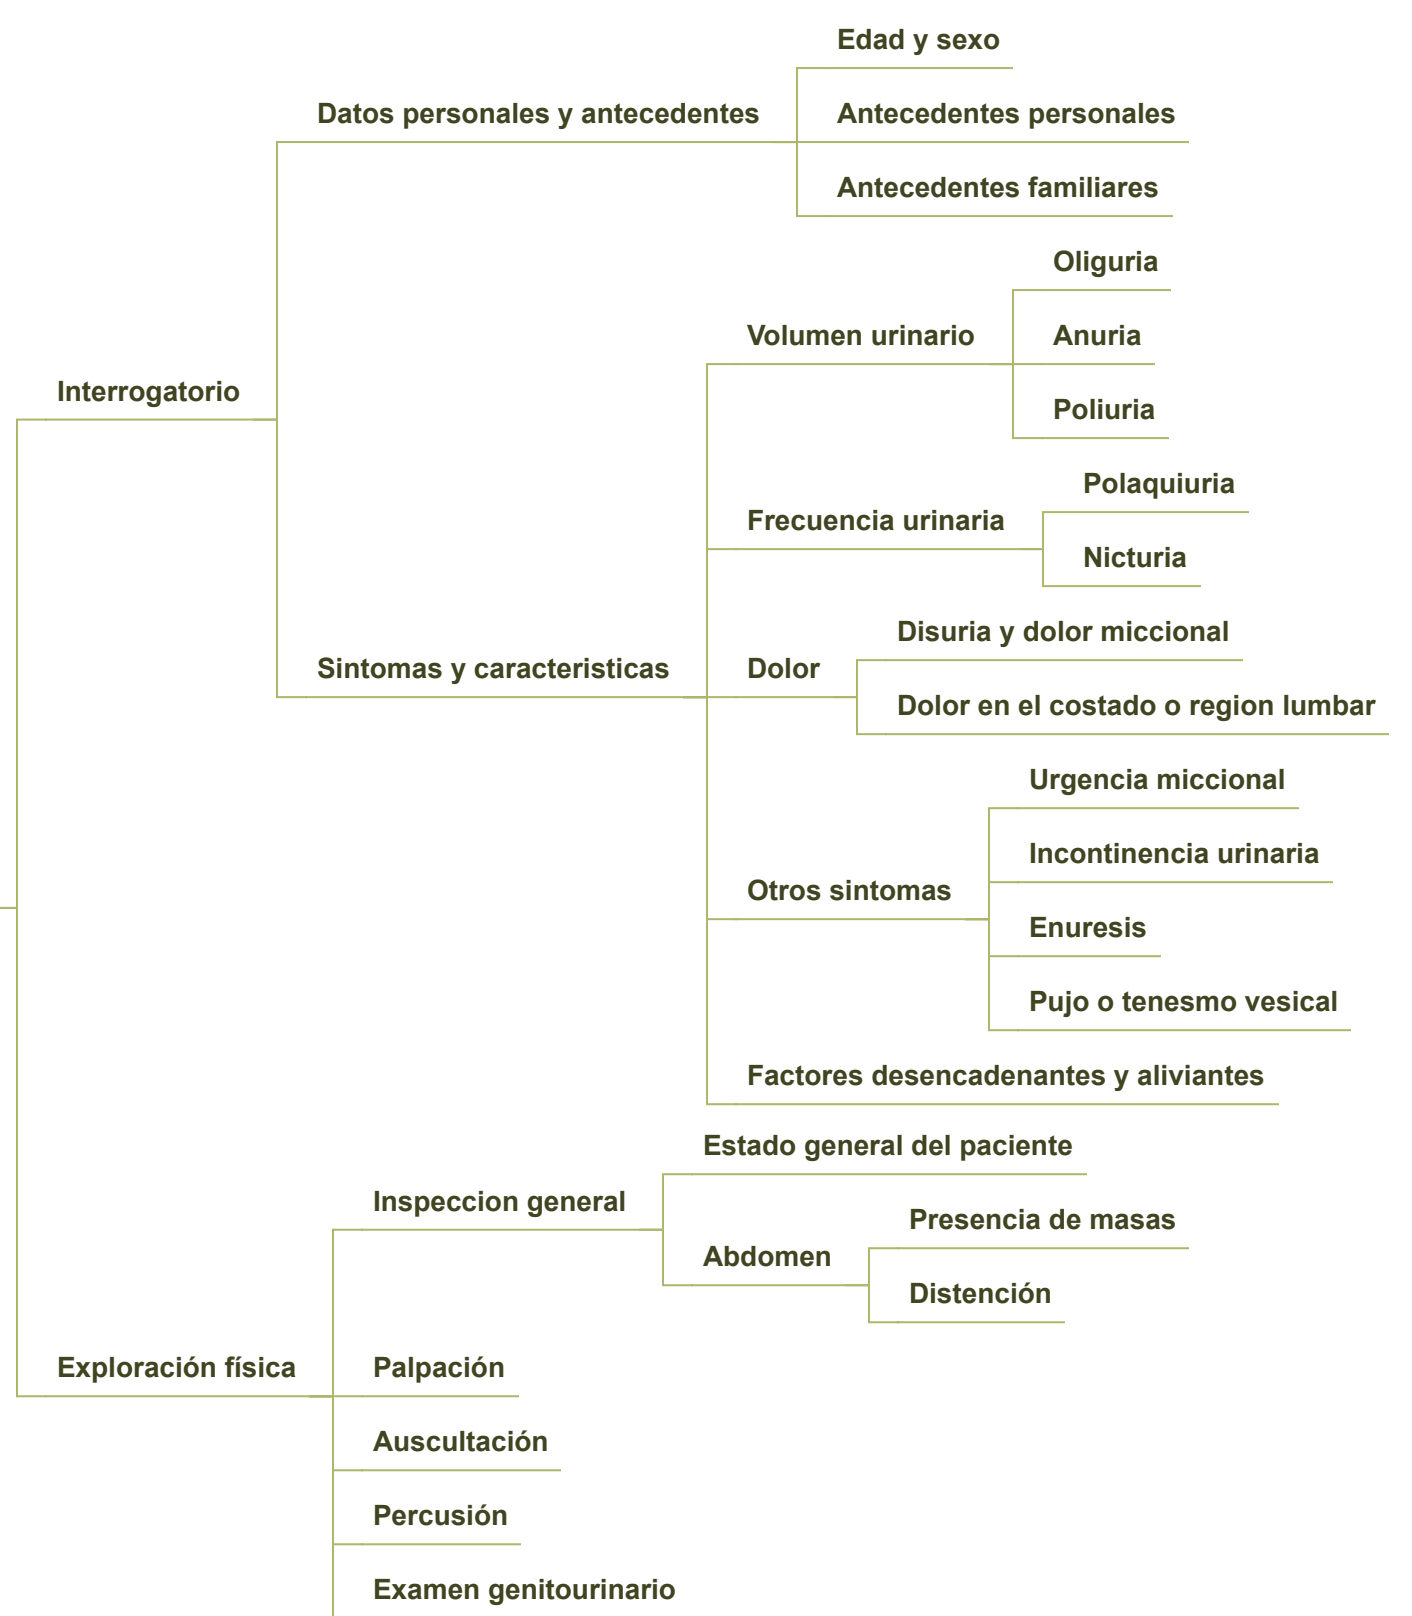 Edad y sexo
Datos personales y antecedentes
Antecedentes personales
Antecedentes familiares
Oliguria
Volumen urinario
Anuria
Poliuria
Interrogatorio
Polaquiuria
Frecuencia urinaria
Nicturia
Disuria y dolor miccional
Sintomas y caracteristicas
Dolor
Dolor en el costado o region lumbar
Urgencia miccional
Incontinencia urinaria
Otros sintomas
Enuresis
Pujo o tenesmo vesical
Factores desencadenantes y aliviantes
Estado general del paciente
Inspeccion general
Presencia de masas
Abdomen
Distención
Exploración física
Palpación
Auscultación
Percusión
Examen genitourinario